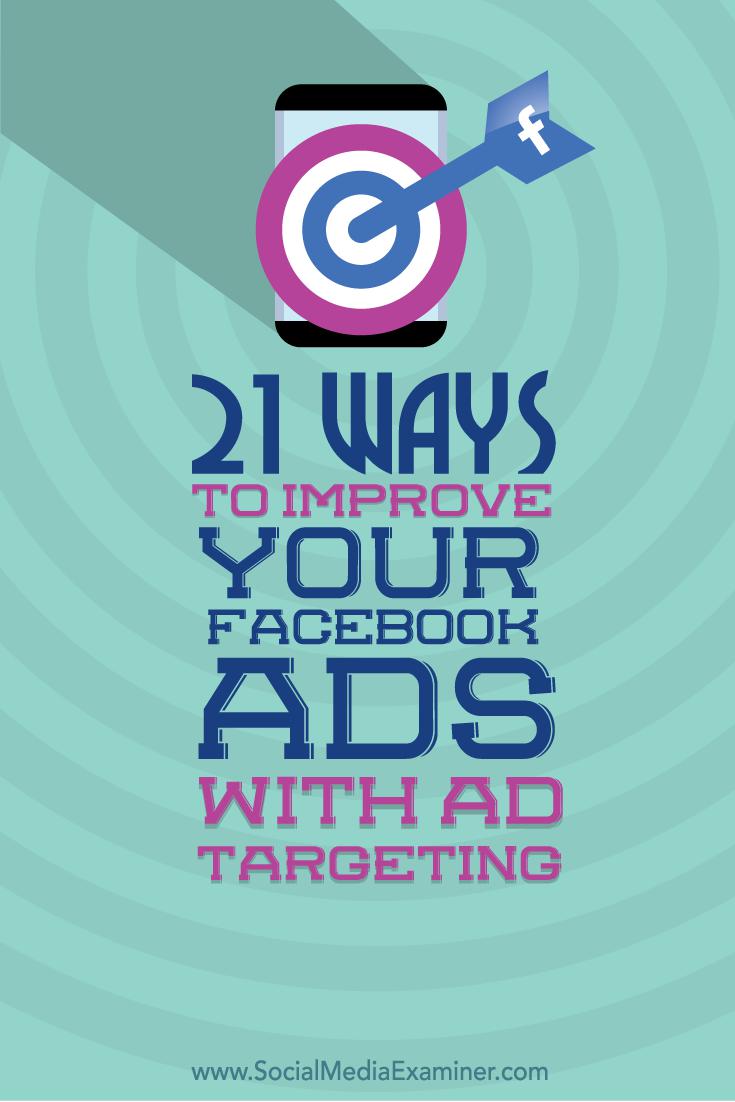 f
21 WAYS
TO IMPROVE
YOUR
FACEBOOK
ADS
WITH AD
TARGETING
www.SocialMediaExaminer.com